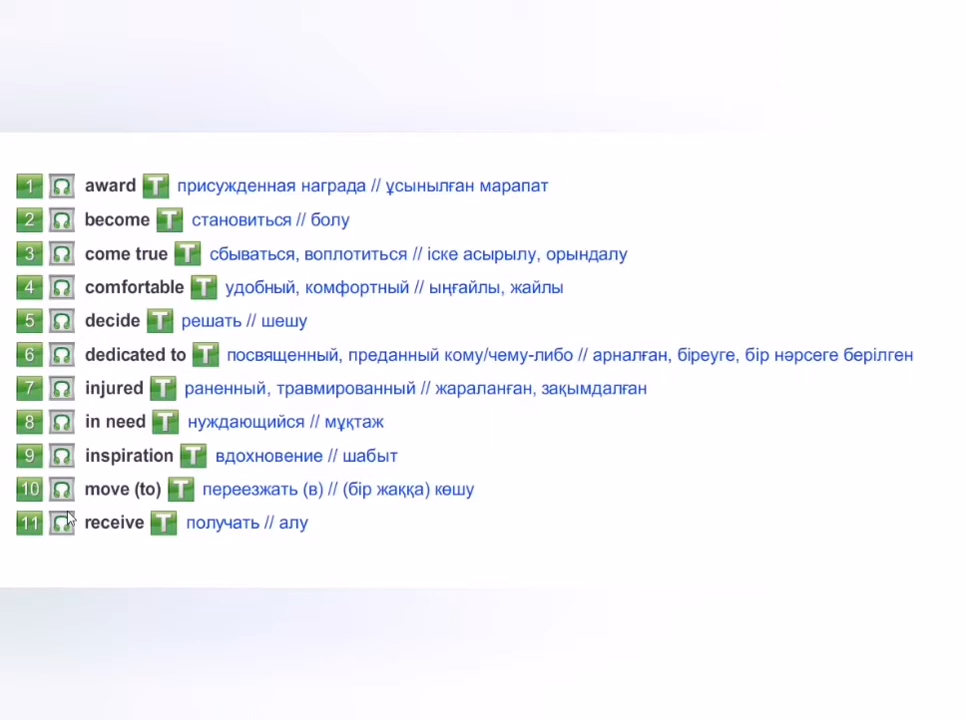 1 award T присужденная награда // ұсынылған марапат
2 become T становиться // болу
3 come true T сбываться, воплотиться // іске асырылу, орындалу
4 comfortable T удобный, комфортный // ыңғайлы, жайлы
5 decide T решать // шешу
6 dedicated to T посвященный, преданный кому/чему-либо // арналған, біреуге, бір нәрсеге берілген
7 injured T раненный, травмированный // жараланған, зақымдалған
8 in need T нуждающийся // мұқтаж
9 inspiration T вдохновение // шабыт
10 move (to) T переезжать (в) // (бір жаққа) көшу
11 receive T получать // алу